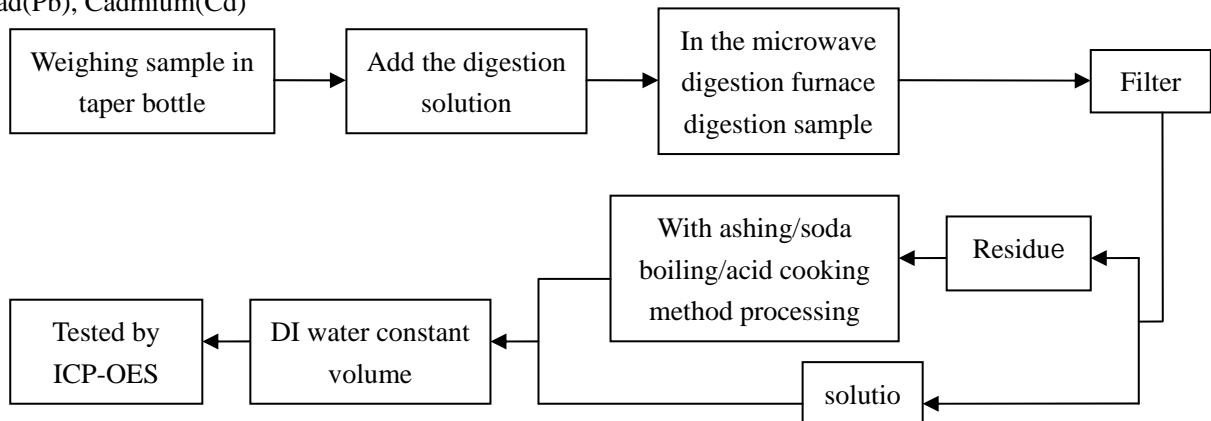 ad(Pb), Cadmium(Cd)
Weighing sample in
taper bottle
Add the digestion
solution
In the microwave
digestion furnace
digestion sample
Filter
With ashing/soda
boiling/acid cooking
method processing
Residue
Tested by
ICP-OES
DI water constant
volume
solutio